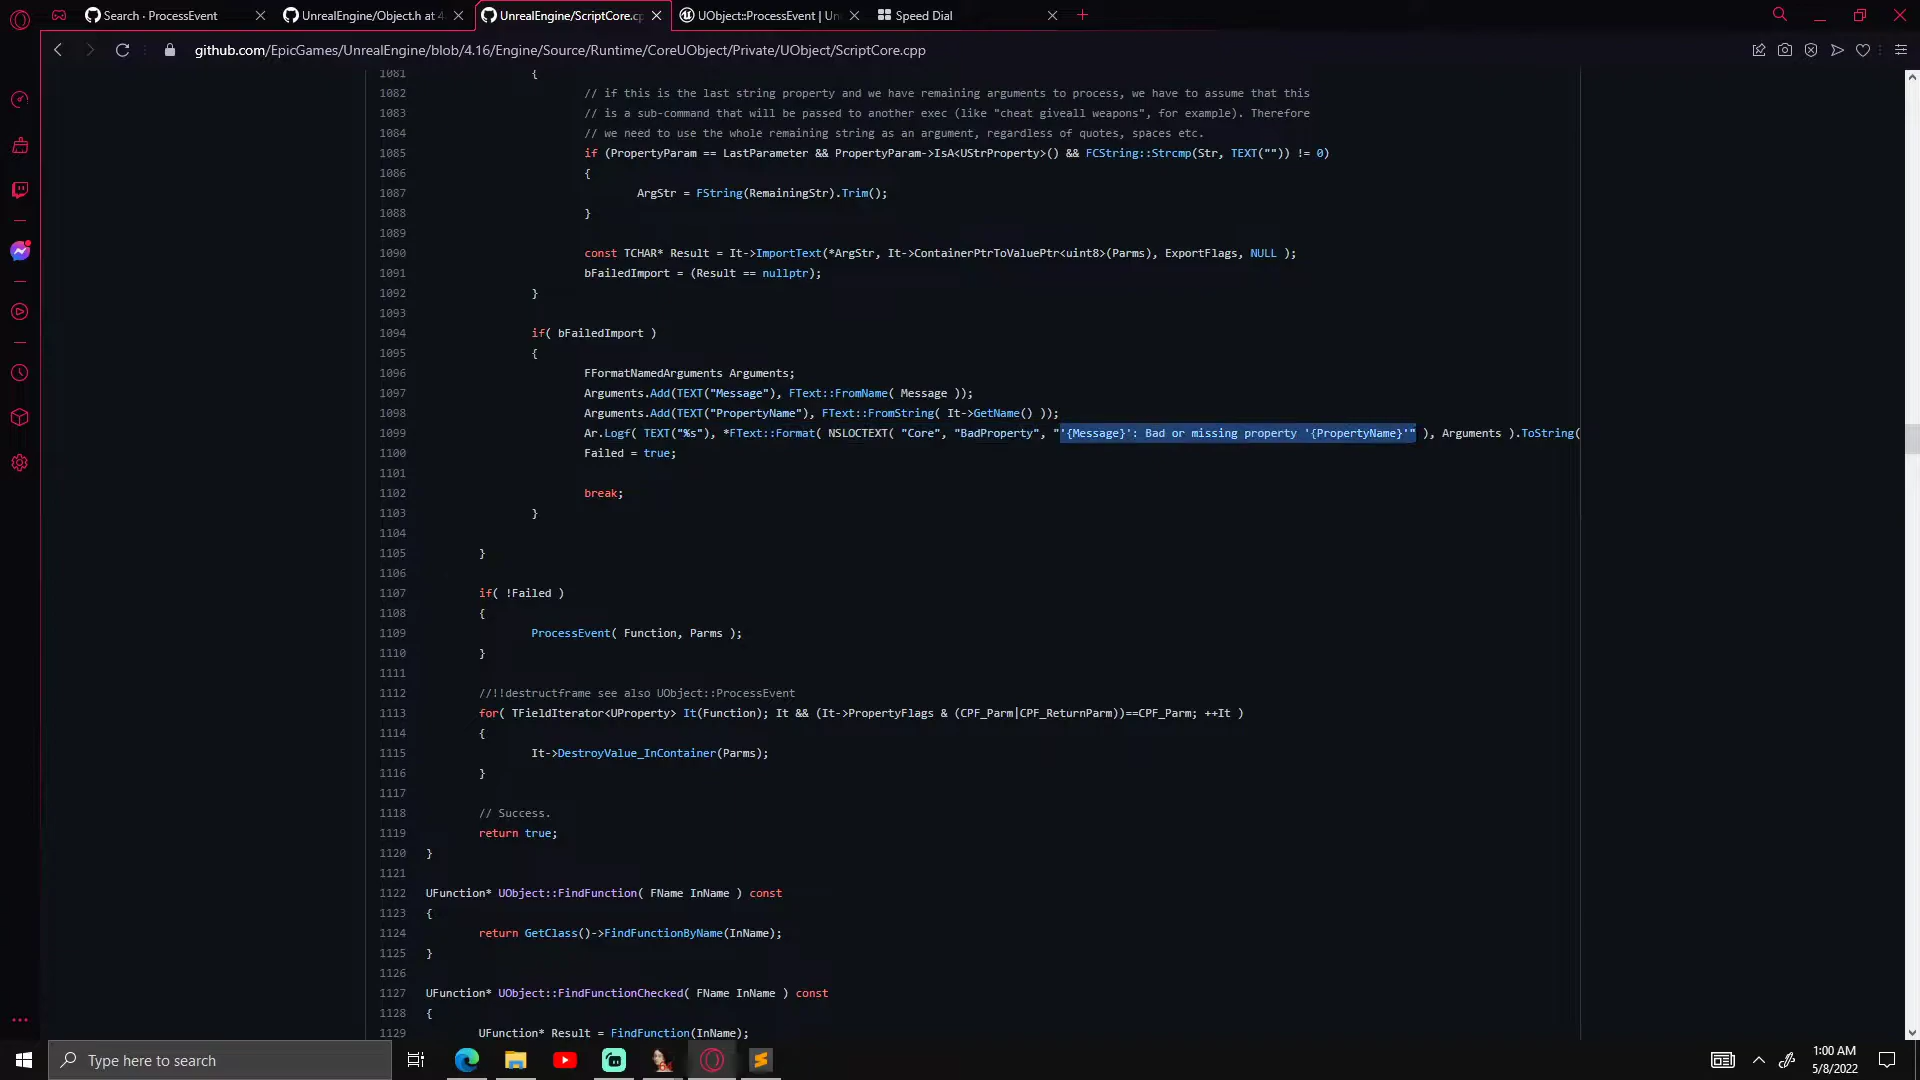 Search · ProcessEvent
UnrealEngine/Object.h at 4
UnrealEngine/ScriptCore.cp
UObject::ProcessEvent | Un
Speed Dial
github.com/EpicGames/UnrealEngine/blob/4.16/Engine/Source/Runtime/CoreUObject/Private/UObject/ScriptCore.cpp
1081 {
1082 // if this is the last string property and we have remaining arguments to process, we have to assume that this
1083 // is a sub-command that will be passed to another exec (like "cheat giveall weapons", for example). Therefore
1084 // we need to use the whole remaining string as an argument, regardless of quotes, spaces etc.
1085 if (PropertyParam == LastParameter && PropertyParam->IsA<UStrProperty>() && FCString::Strcmp(Str, TEXT("")) != 0)
1086 {
1087 ArgStr = FString(RemainingStr).Trim();
1088 }
1089
1090 const TCHAR* Result = It->ImportText(*ArgStr, It->ContainerPtrToValuePtr<uint8>(Parms), ExportFlags, NULL );
1091 bFailedImport = (Result == nullptr);
1092 }
1093
1094 if( bFailedImport )
1095 {
1096 FFormatNamedArguments Arguments;
1097 Arguments.Add(TEXT("Message"), FText::FromName( Message ));
1098 Arguments.Add(TEXT("PropertyName"), FText::FromString( It->GetName() ));
1099 Ar.Logf( TEXT("%s"), *FText::Format( NSLOCTEXT( "Core", "BadProperty", "'{Message}': Bad or missing property '{PropertyName}'" ), Arguments ).ToString(
1100 Failed = true;
1101
1102 break;
1103 }
1104
1105 }
1106
1107 if( !Failed )
1108 {
1109 ProcessEvent( Function, Parms );
1110 }
1111
1112 //!!destructframe see also UObject::ProcessEvent
1113 for( TFieldIterator<UProperty> It(Function); It && (It->PropertyFlags & (CPF_Parm|CPF_ReturnParm))==CPF_Parm; ++It )
1114 {
1115 It->DestroyValue_InContainer(Parms);
1116 }
1117
1118 // Success.
1119 return true;
1120 }
1121
1122 UFunction* UObject::FindFunction( FName InName ) const
1123 {
1124 return GetClass()->FindFunctionByName(InName);
1125 }
1126
1127 UFunction* UObject::FindFunctionChecked( FName InName ) const
1128 {
1129 UFunction* Result = FindFunction(InName);
Type here to search
1:00 AM
5/8/2022